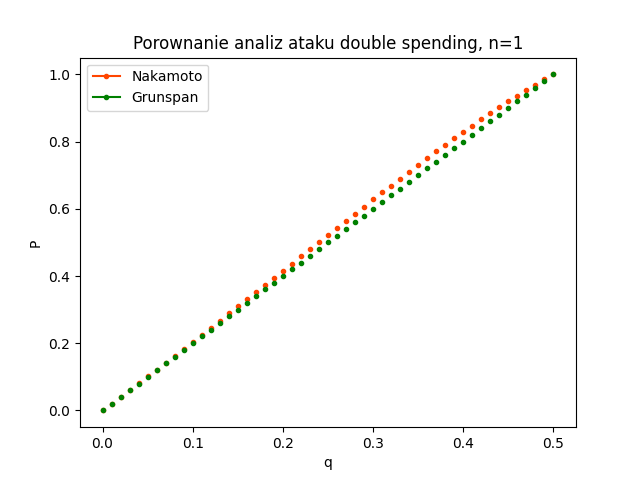 Porownanie analiz ataku double spending, n=1
Nakamoto
Grunspan
1.0
0.8
0.6
0.4
0.2
0.0
P
0.0 0.1 0.2 0.3 0.4 0.5
q